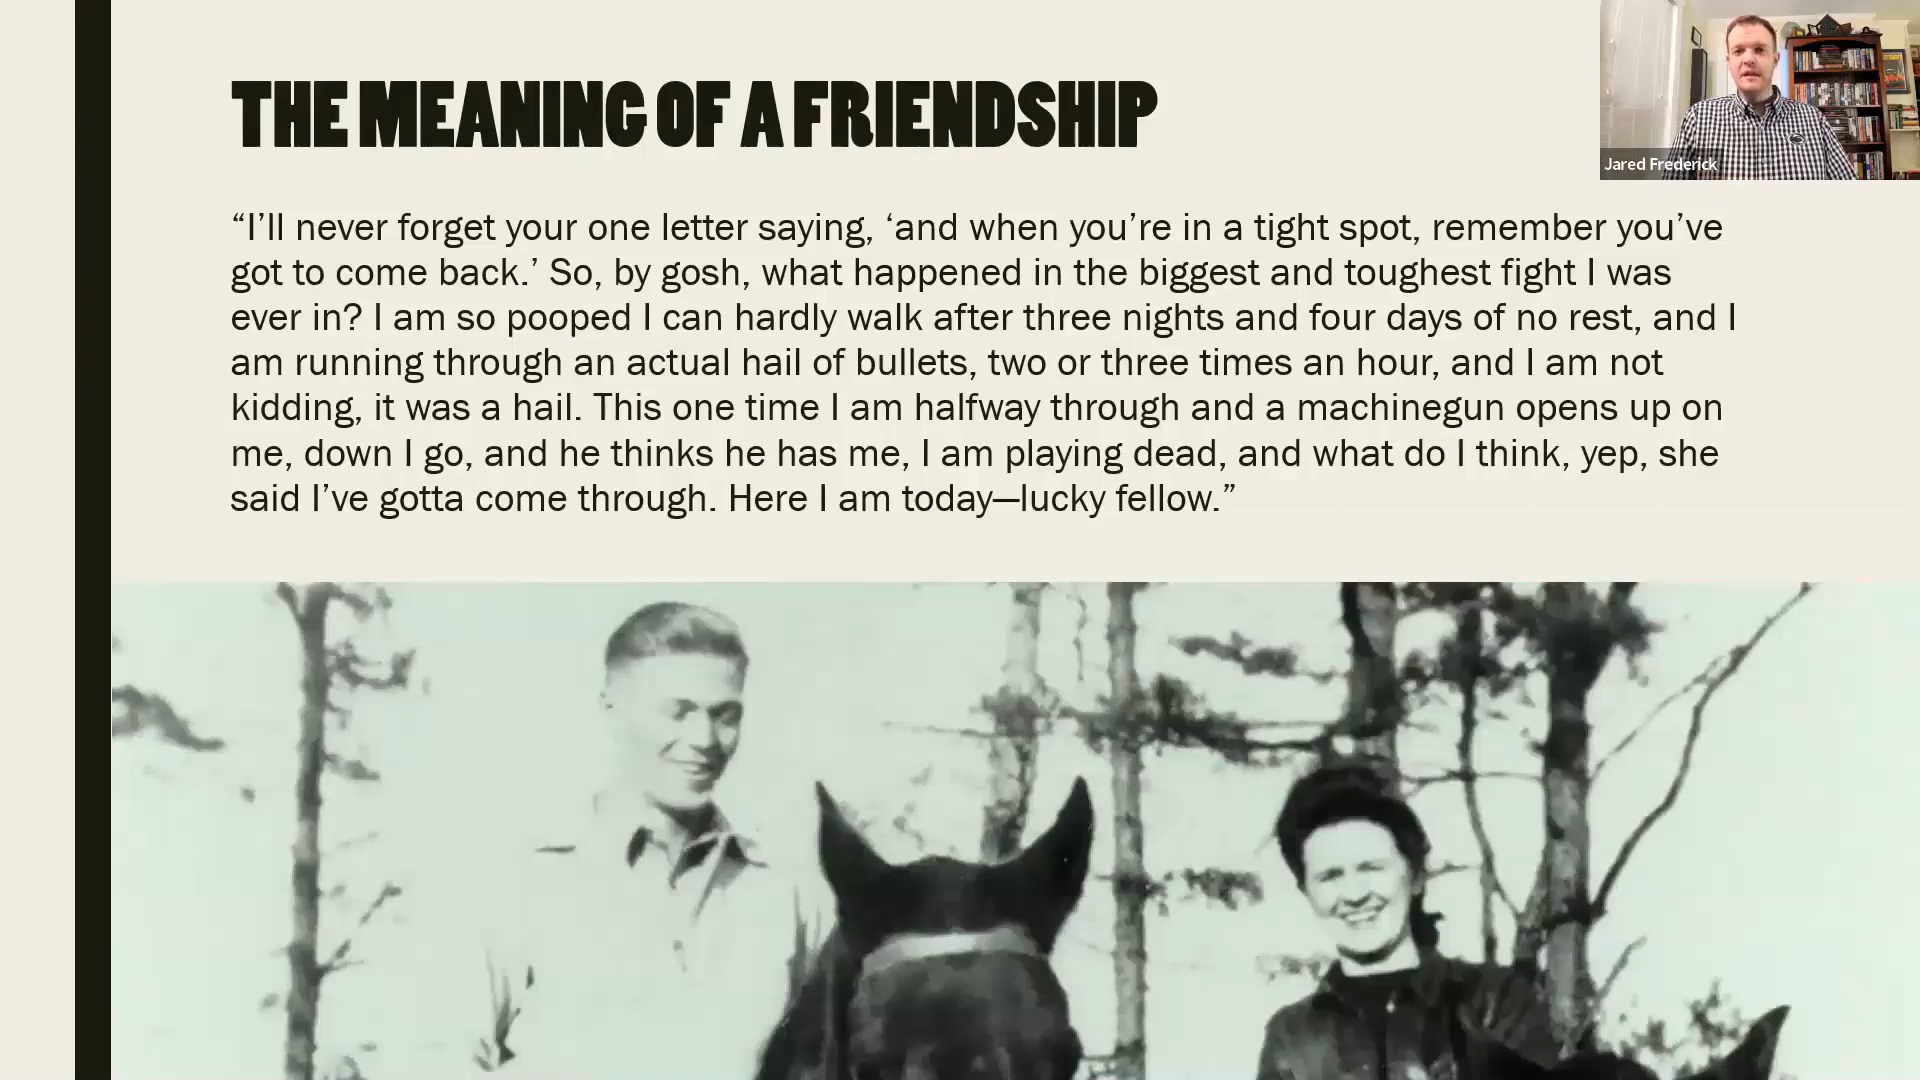 THE MEANING OF A FRIENDSHIP
Jared Frederick
“I’ll never forget your one letter saying, ‘and when you’re in a tight spot, remember you’ve
got to come back.’ So, by gosh, what happened in the biggest and toughest fight I was
ever in? I am so pooped I can hardly walk after three nights and four days of no rest, and I
am running through an actual hail of bullets, two or three times an hour, and I am not
kidding, it was a hail. This one time I am halfway through and a machinegun opens up on
me, down I go, and he thinks he has me, I am playing dead, and what do I think, yep, she
said I’ve gotta come through. Here I am today—lucky fellow.”